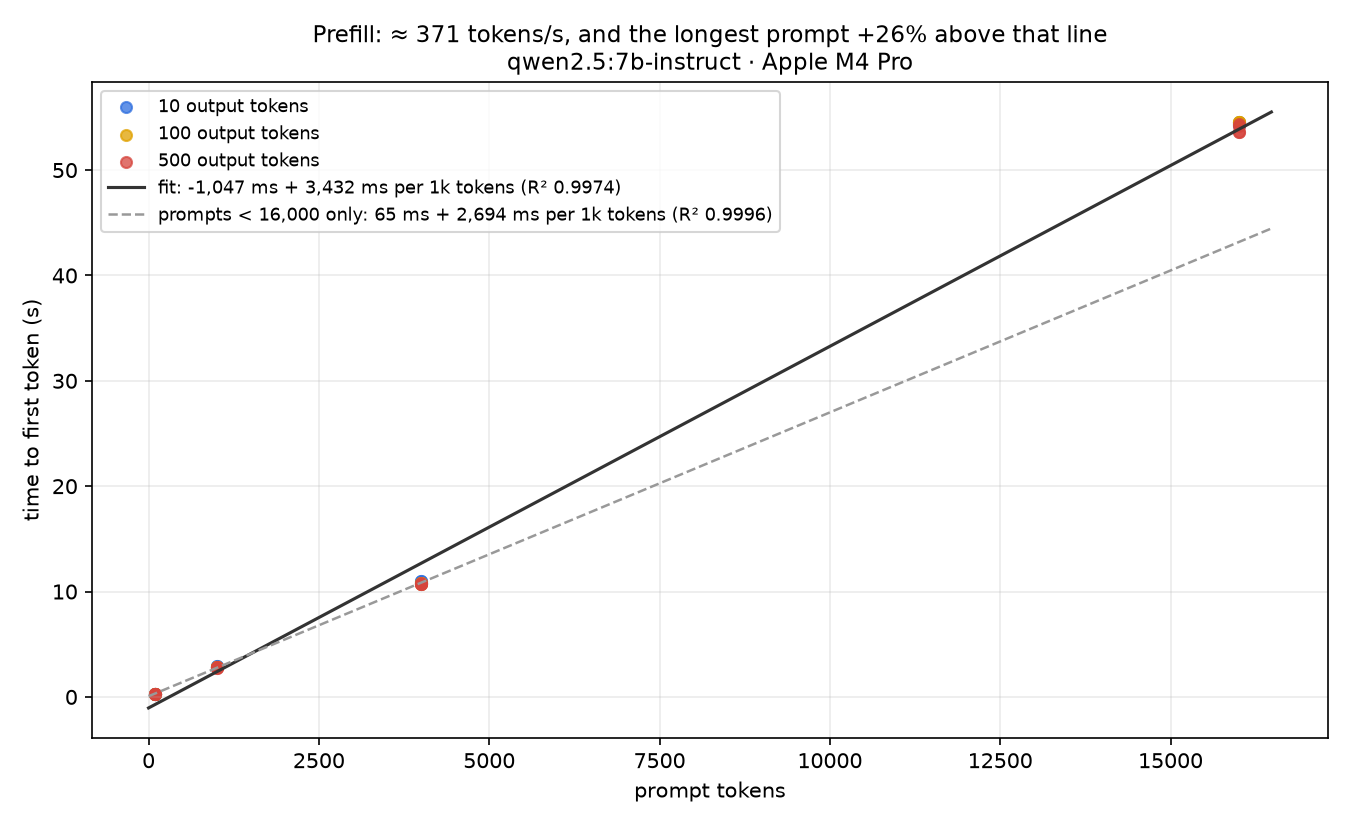 Prefill: ≈ 371 tokens/s, and the longest prompt +26% above that line
qwen2.5:7b-instruct · Apple M4 Pro
10 output tokens
100 output tokens
500 output tokens
fit: -1,047 ms + 3,432 ms per 1k tokens (R² 0.9974)
prompts < 16,000 only: 65 ms + 2,694 ms per 1k tokens (R² 0.9996)
time to first token (s)
50
40
30
20
10
0
0 2500 5000 7500 10000 12500 15000
prompt tokens